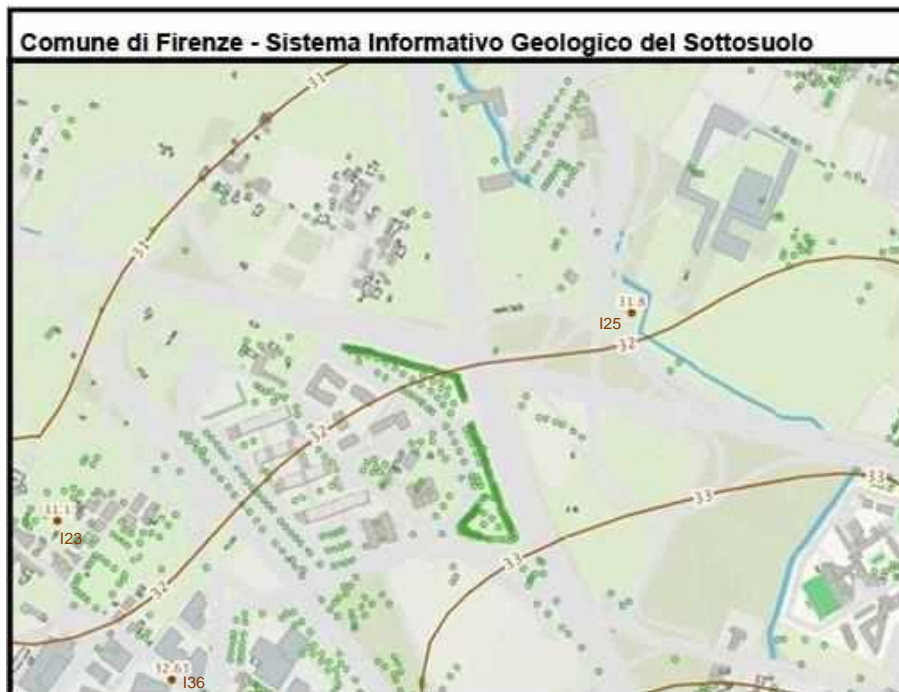 Comune di Firenze - Sistema Informativo Geologico del Sottosuolo
31
31
31.8
I25
32
32
33
33
31.1
I23
33
32
32.61
I36